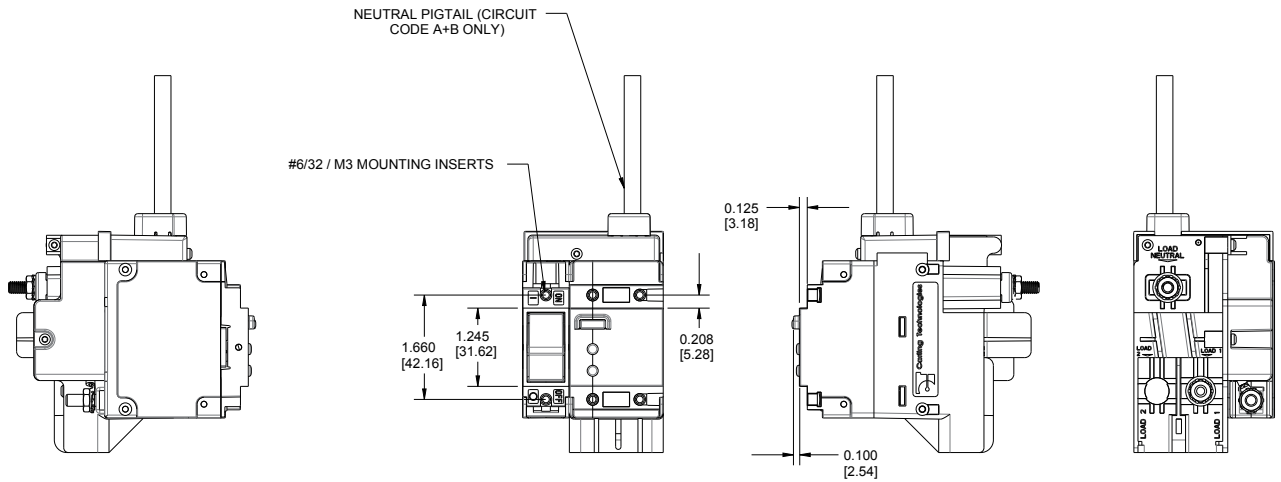 NEUTRAL PIGTAIL (CIRCUIT
CODE A+B ONLY)
#6/32 / M3 MOUNTING INSERTS
0.125
[3.18]
1.660
[42.16]
1.245
[31.62]
0.208
[5.28]
0.100
[2.54]
I
ON
O
OFF
Carling Technologies
LOAD
NEUTRAL
LOAD
2
LOAD 1
LOAD 2
LOAD 1